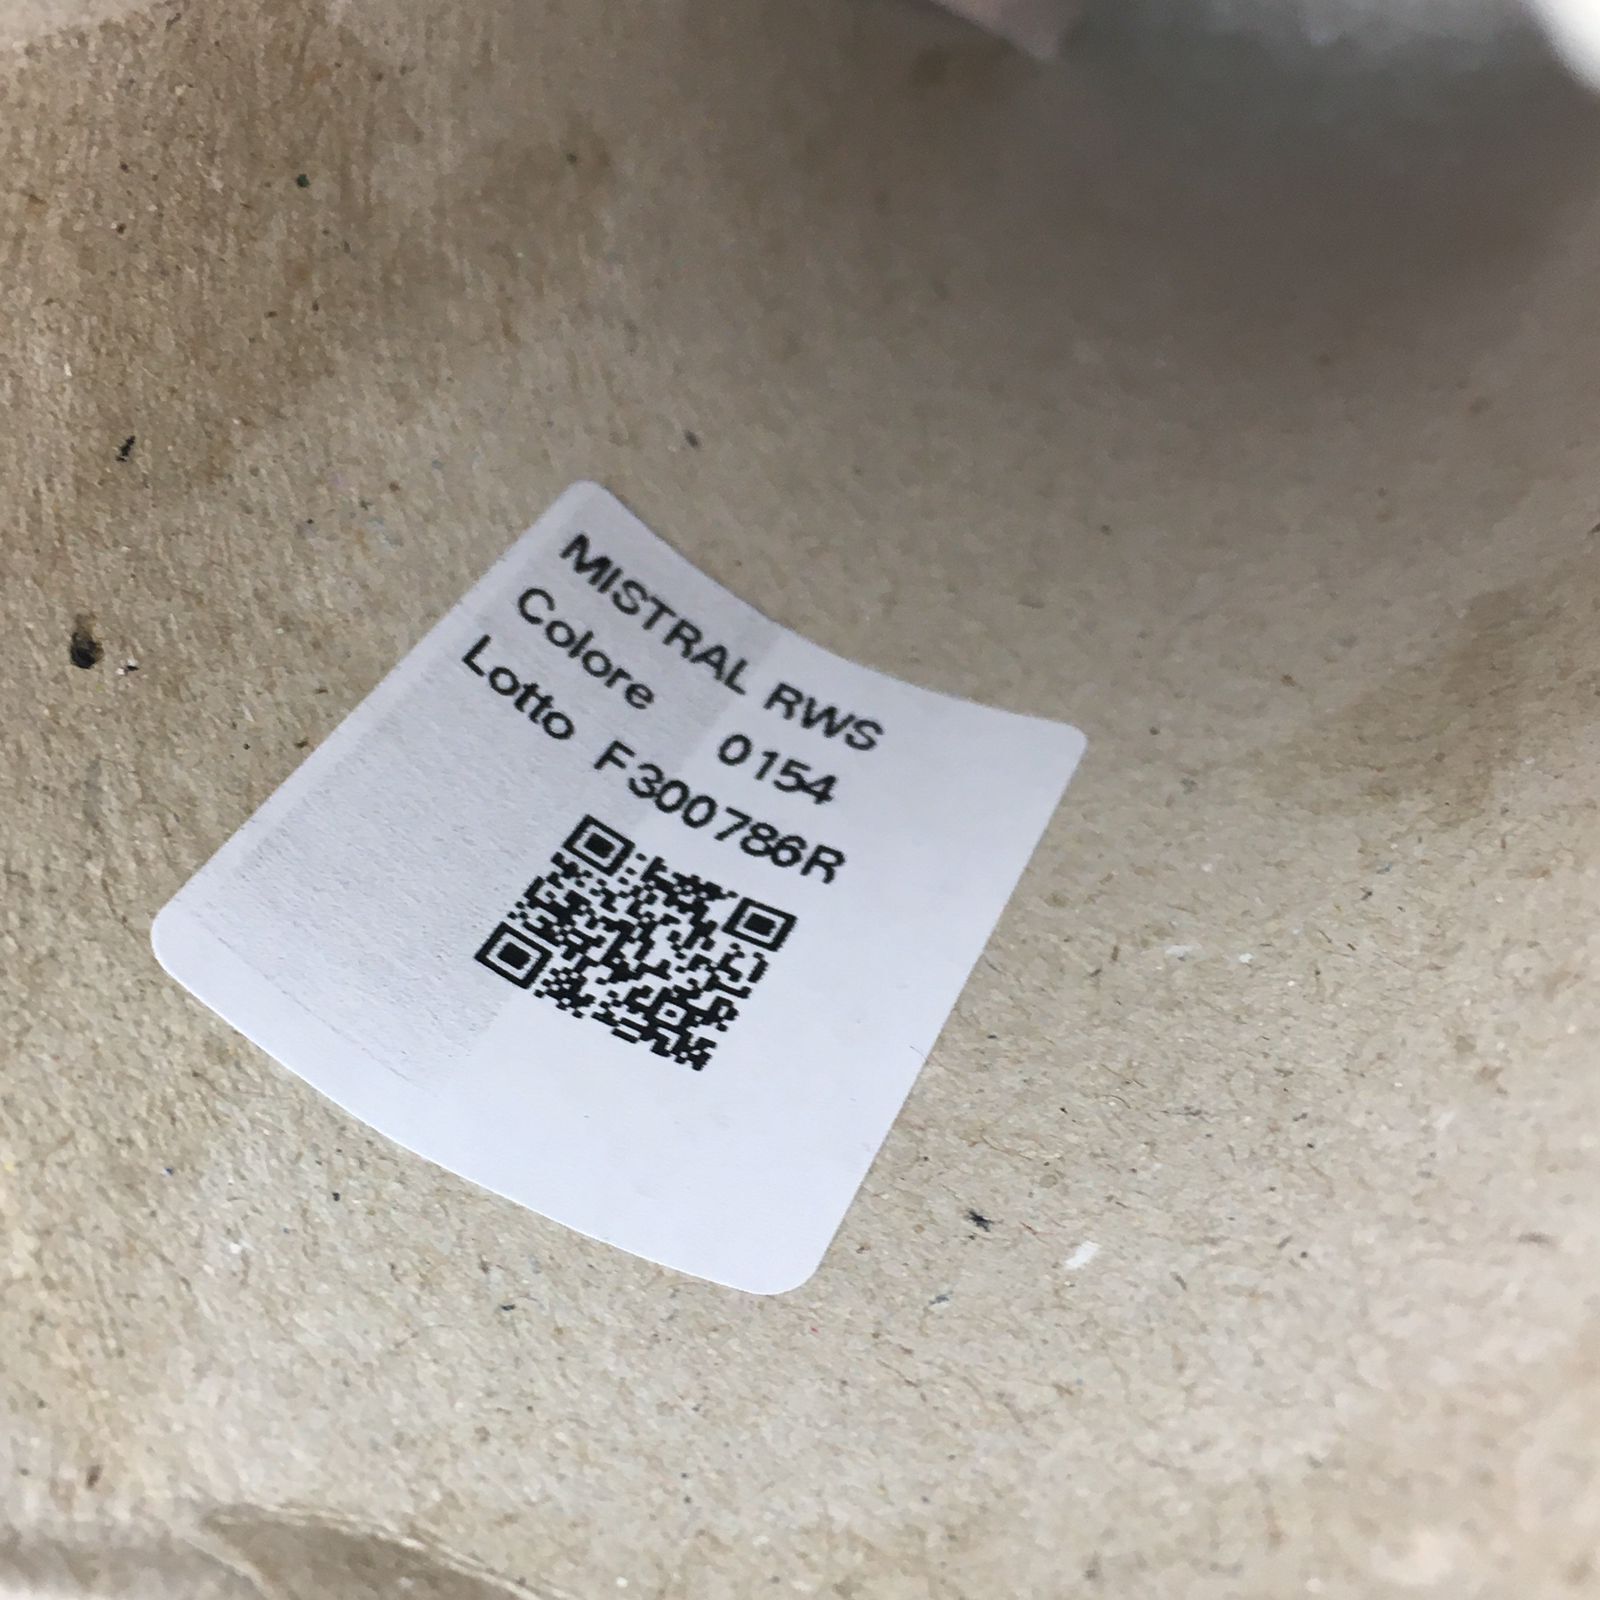 MISTRAL RWS
Colore 0154
Lotto F300786R